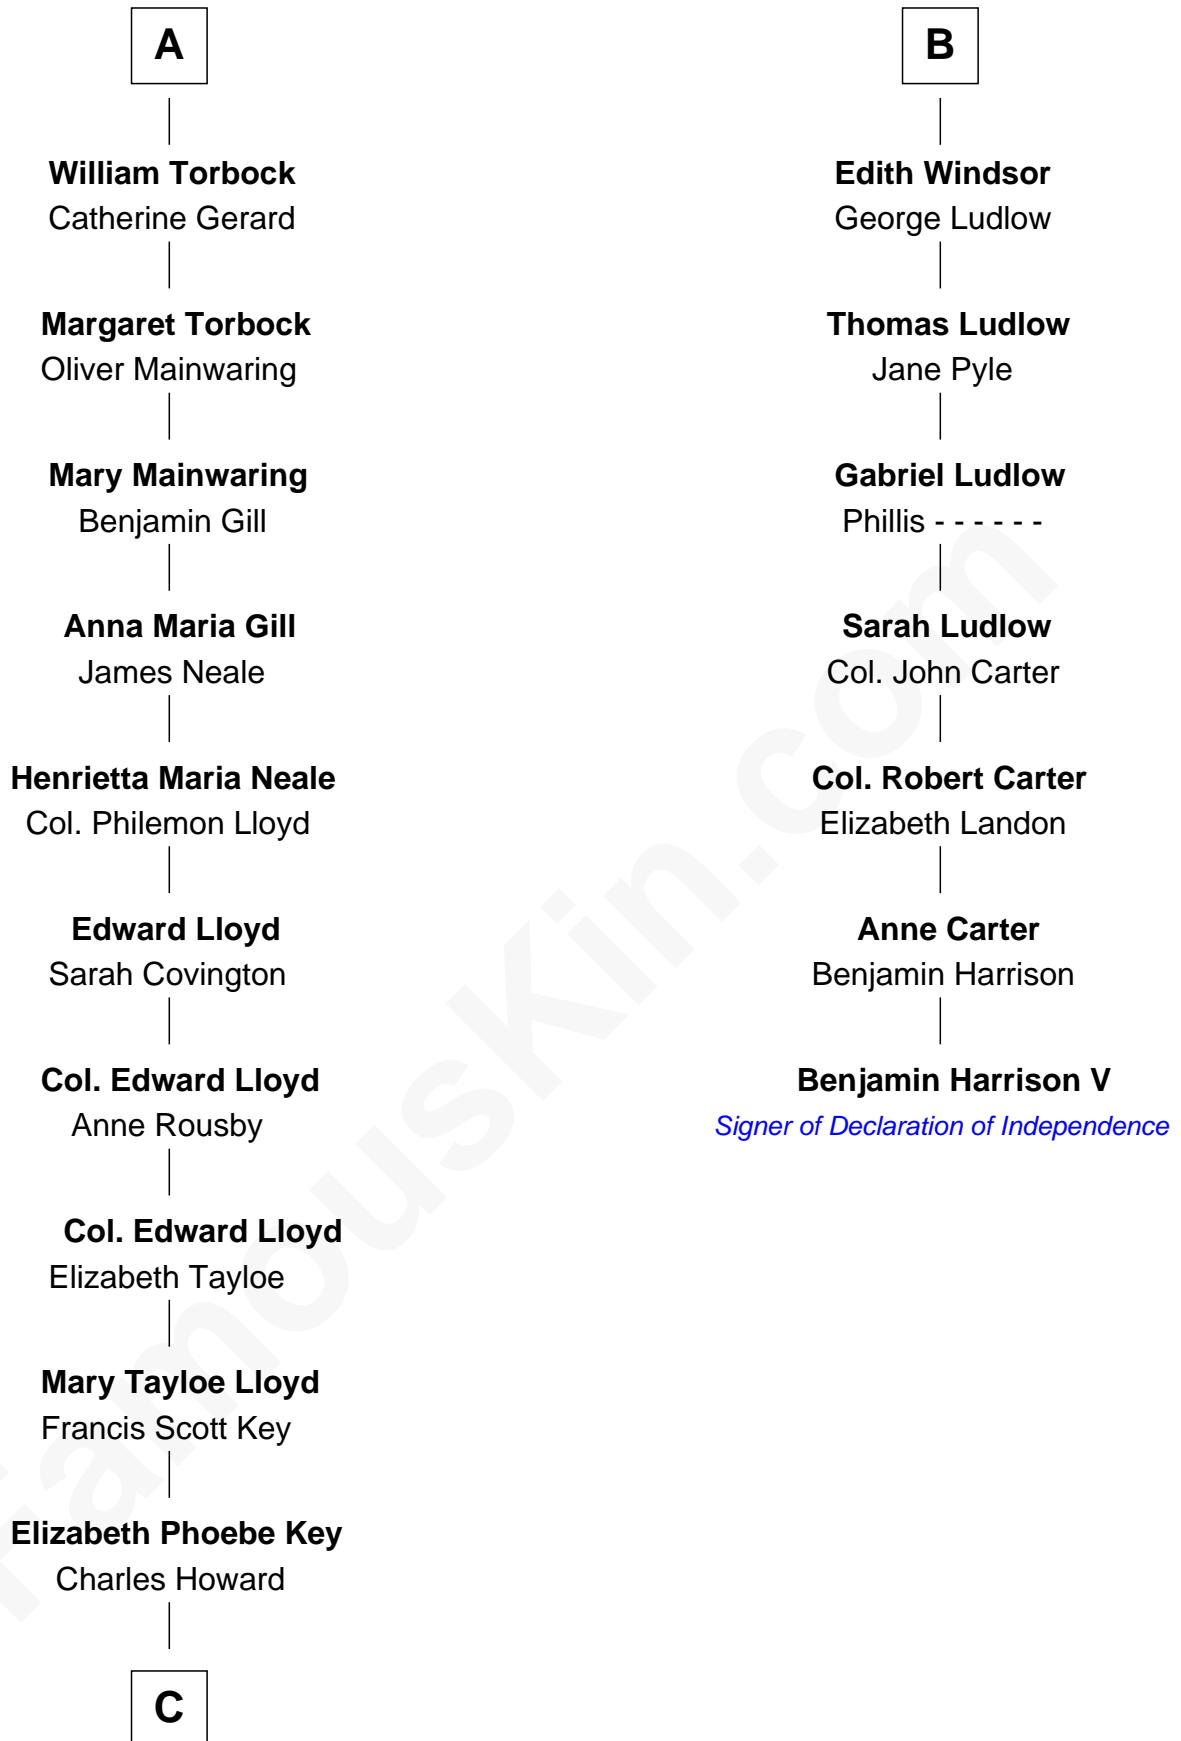 A
William Torbock
Catherine Gerard
Margaret Torbock
Oliver Mainwaring
Mary Mainwaring
Benjamin Gill
Anna Maria Gill
James Neale
Henrietta Maria Neale
Col. Philemon Lloyd
Edward Lloyd
Sarah Covington
Col. Edward Lloyd
Anne Rousby
Col. Edward Lloyd
Elizabeth Tayloe
Mary Tayloe Lloyd
Francis Scott Key
Elizabeth Phoebe Key
Charles Howard
C
B
Edith Windsor
George Ludlow
Thomas Ludlow
Jane Pyle
Gabriel Ludlow
Phillis - - - - - -
Sarah Ludlow
Col. John Carter
Col. Robert Carter
Elizabeth Landon
Anne Carter
Benjamin Harrison
Benjamin Harrison V
Signer of Declaration of Independence
FamousKin.com